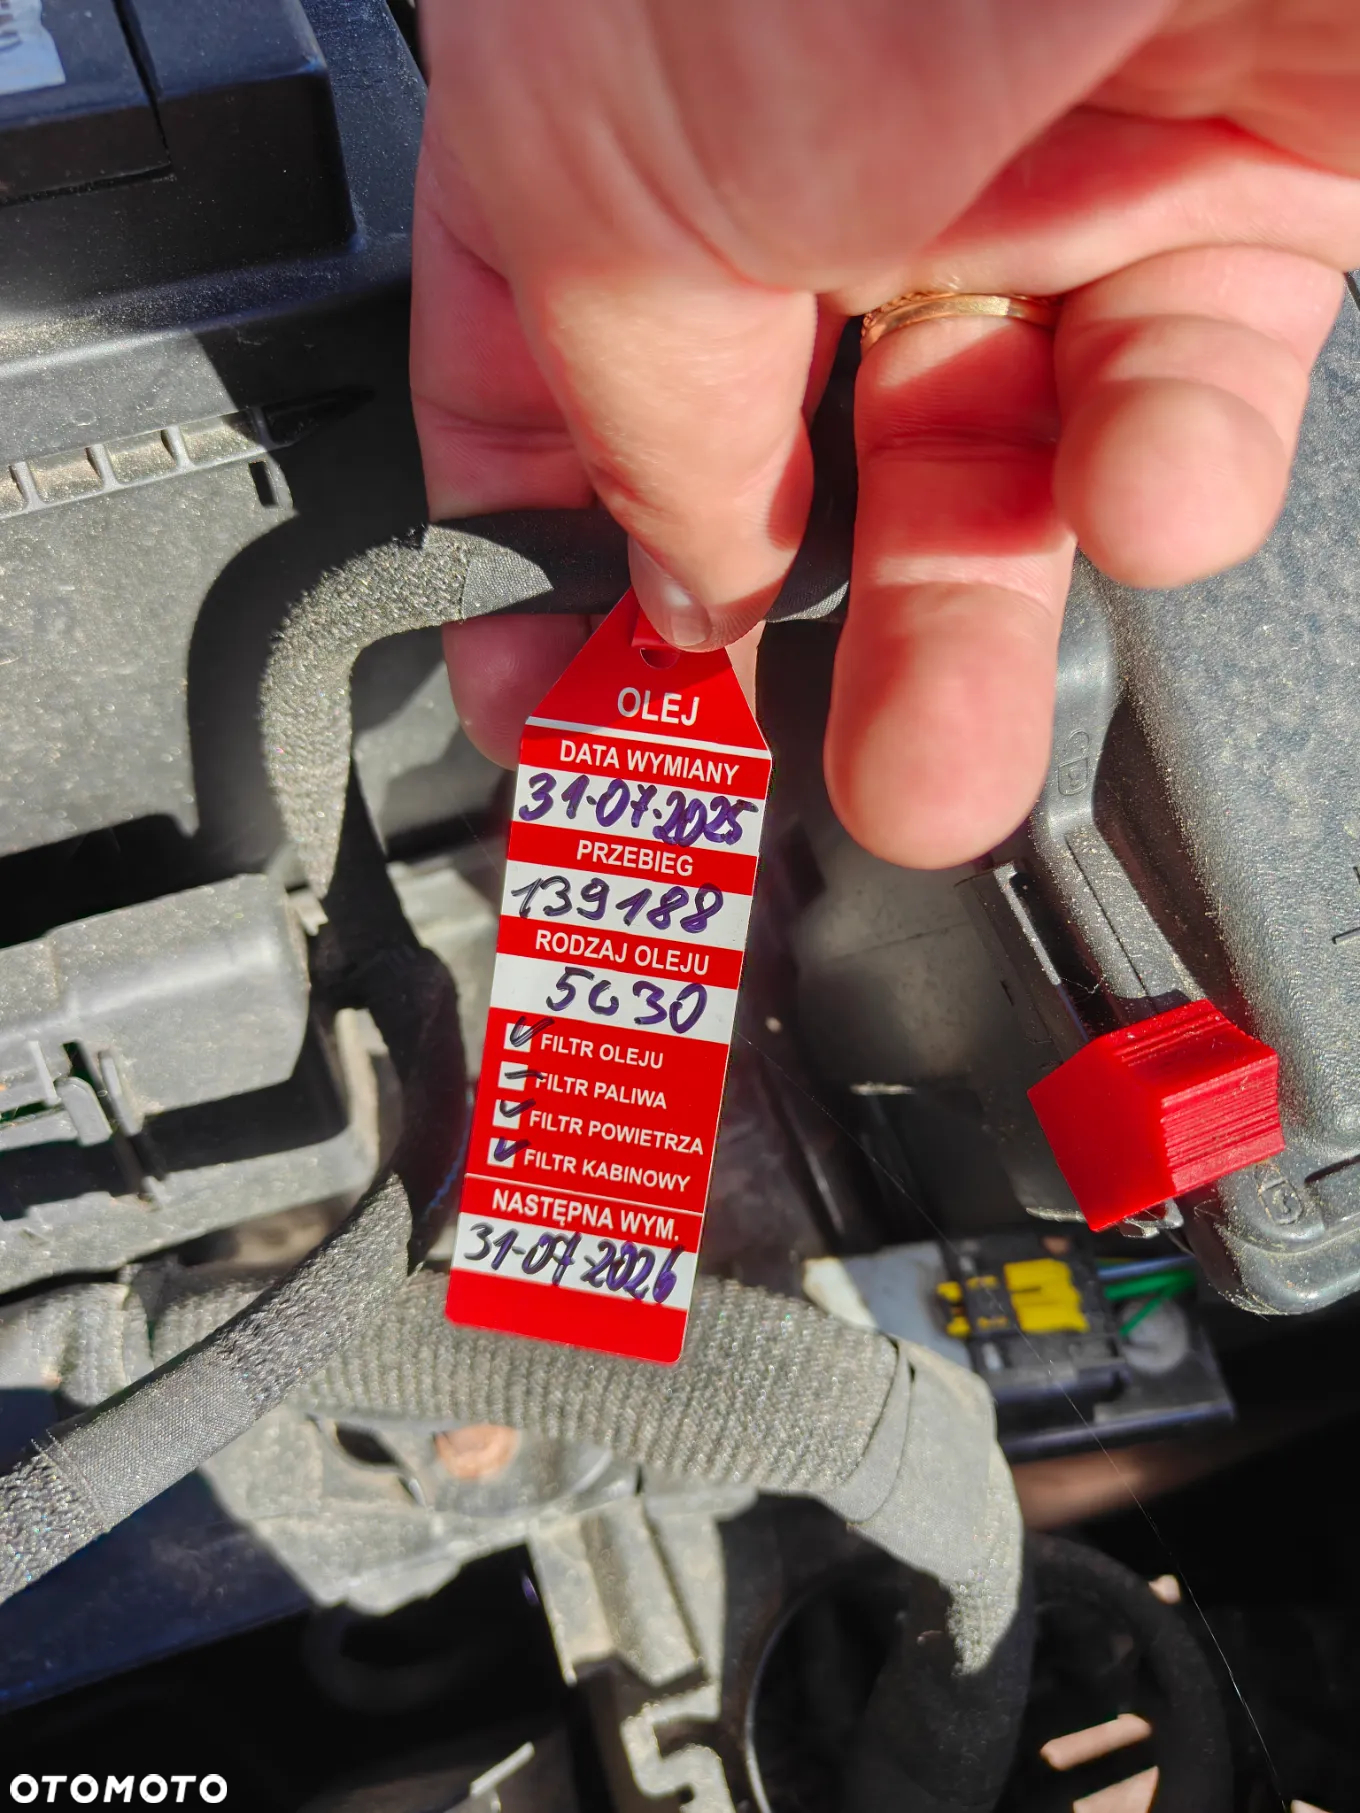 OLEJ
DATA WYMIANY
31-07-2025
PRZEBIEG
139188
RODZAJ OLEJU
5W30
FILTR OLEJU
FILTR PALIWA
FILTR POWIETRZA
FILTR KABINOWY
NASTĘPNA WYM.
31-07-2026
OTOMOTO